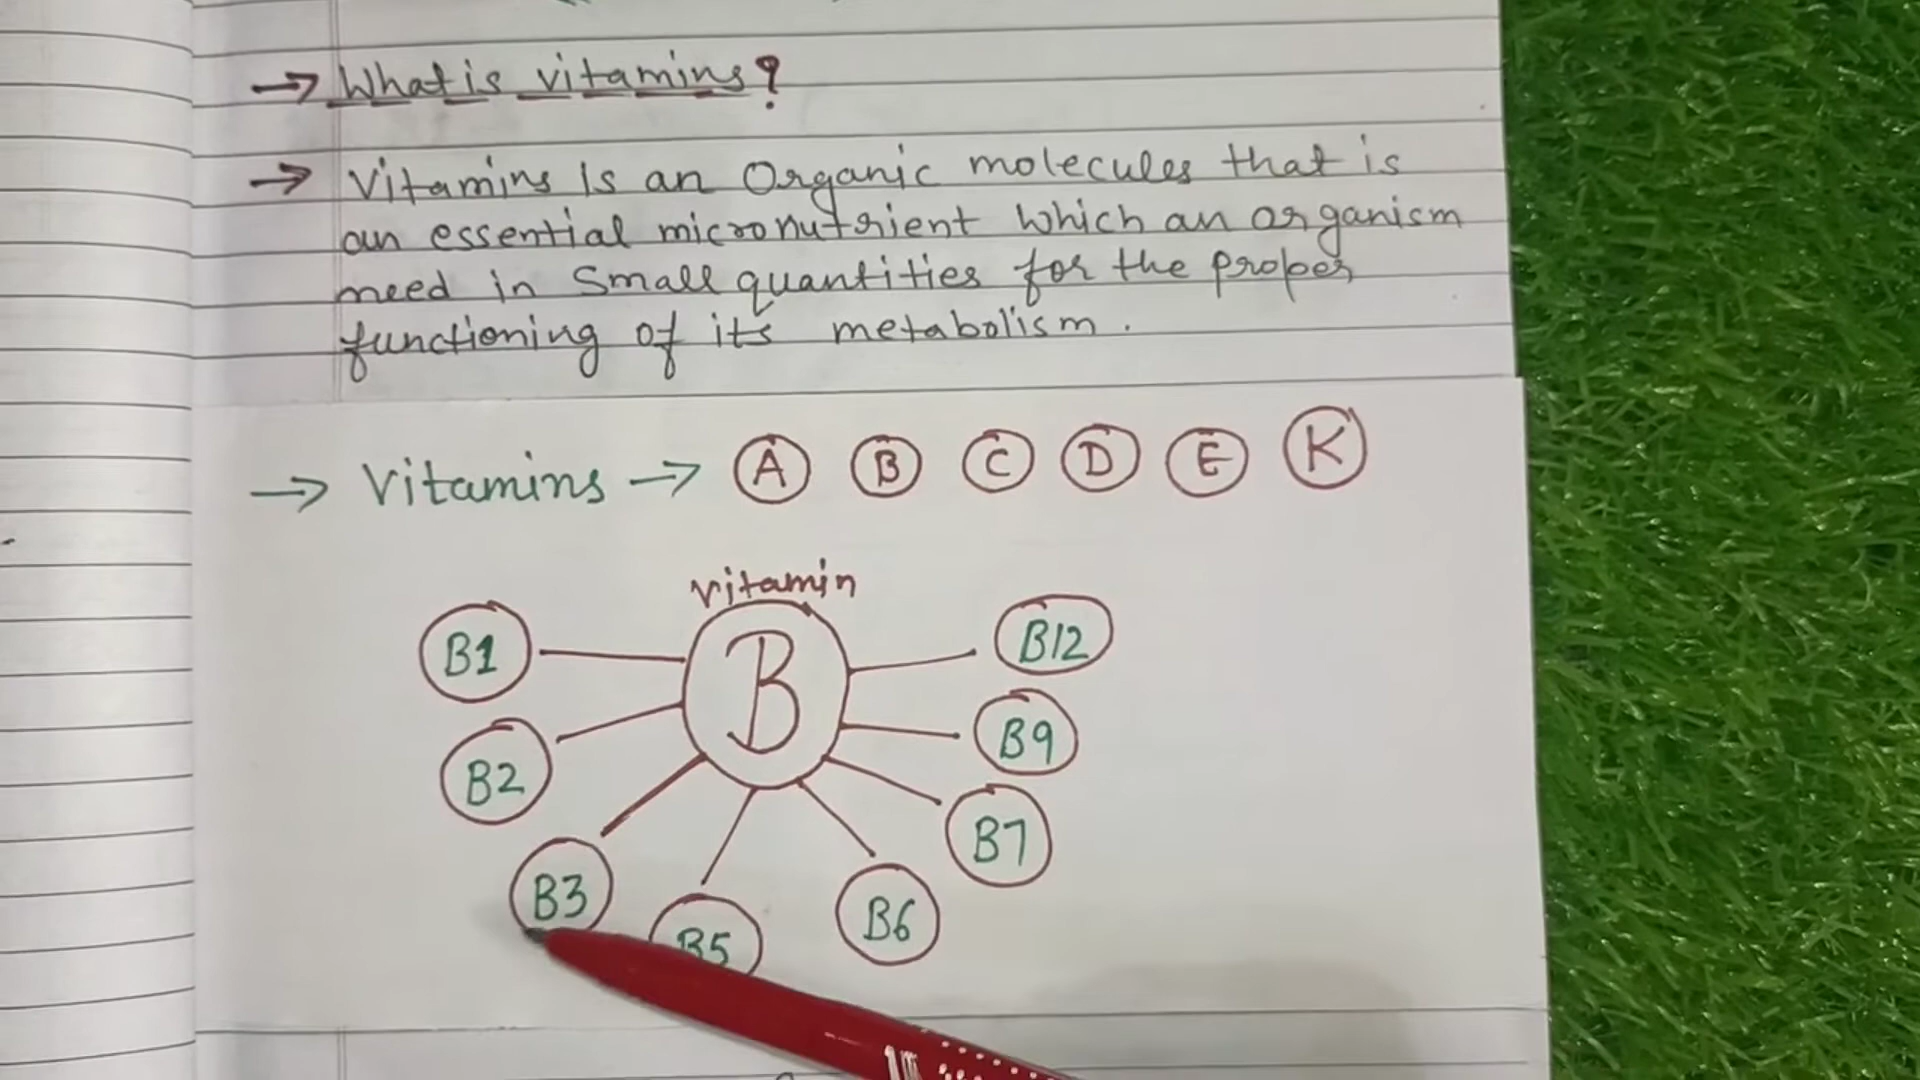 → What is vitamins?
→ Vitamins Is an Organic molecules that is
an essential micronutrient which an organism
need in Small quantities for the proper
functioning of its metabolism.
→ Vitamins → A B C D E K
vitamin
B
B1
B2
B3
B5
B6
B7
B9
B12